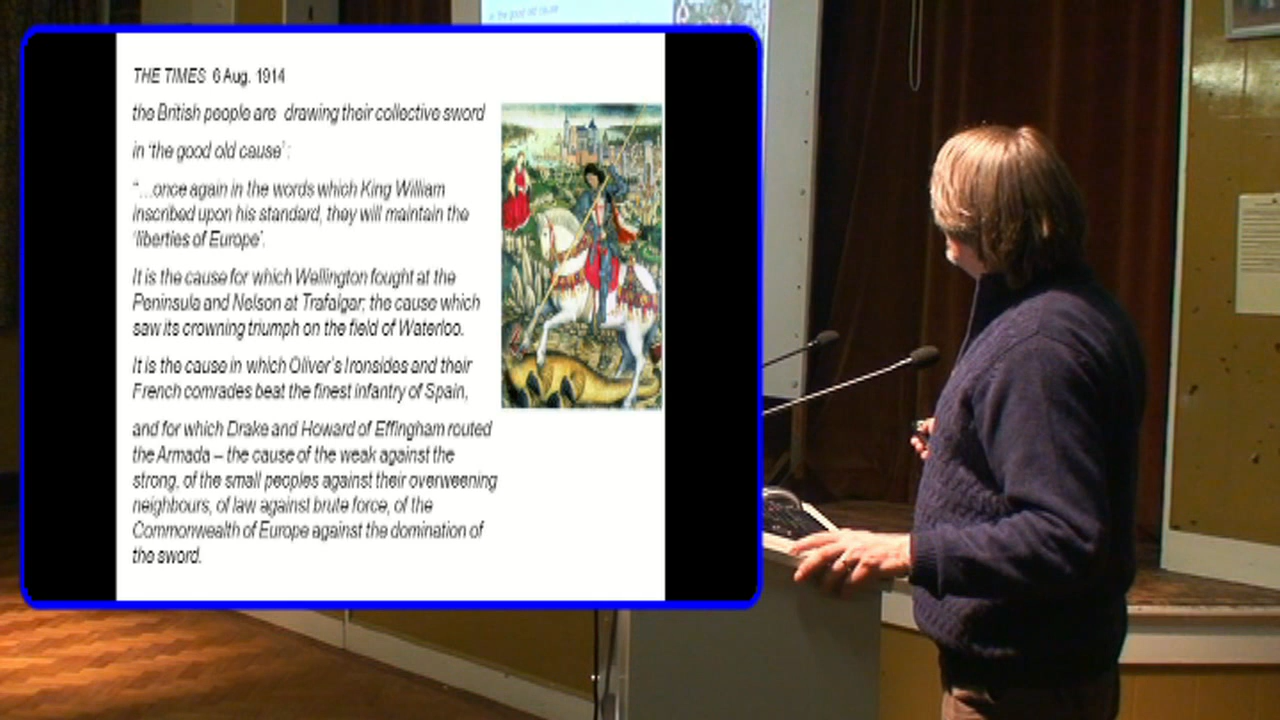 in the good old cause
THE TIMES 6 Aug. 1914
the British people are drawing their collective sword
in 'the good old cause' :
"…once again in the words which King William
inscribed upon his standard, they will maintain the
'liberties of Europe'.
It is the cause for which Wellington fought at the
Peninsula and Nelson at Trafalgar; the cause which
saw its crowning triumph on the field of Waterloo.
It is the cause in which Oliver's Ironsides and their
French comrades beat the finest infantry of Spain,
and for which Drake and Howard of Effingham routed
the Armada – the cause of the weak against the
strong, of the small peoples against their overweening
neighbours, of law against brute force, of the
Commonwealth of Europe against the domination of
the sword.